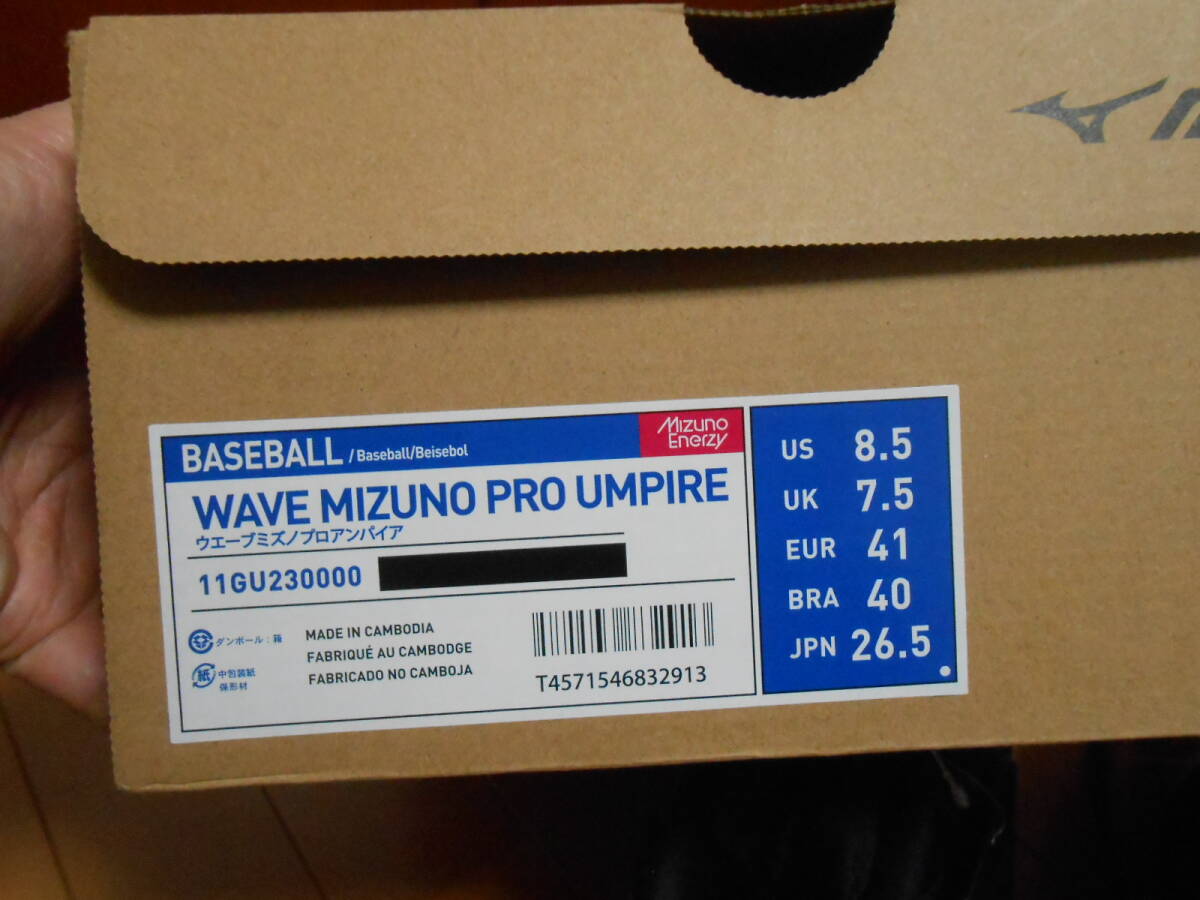 BASEBALL /Baseball/Beisebol
Mizuno
Enerzy
WAVE MIZUNO PRO UMPIRE
ウエーブミズノプロアンパイア
11GU230000
ダンボール：箱
紙 中包装紙
保形材
MADE IN CAMBODIA
FABRIQUÉ AU CAMBODGE
FABRICADO NO CAMBOJA
T4571546832913
US 8.5
UK 7.5
EUR 41
BRA 40
JPN 26.5